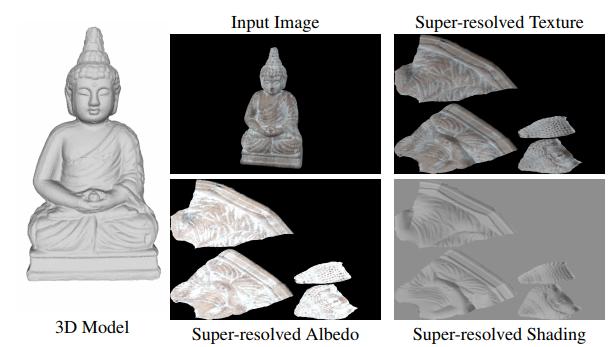 Input Image
Super-resolved Texture
3D Model
Super-resolved Albedo
Super-resolved Shading